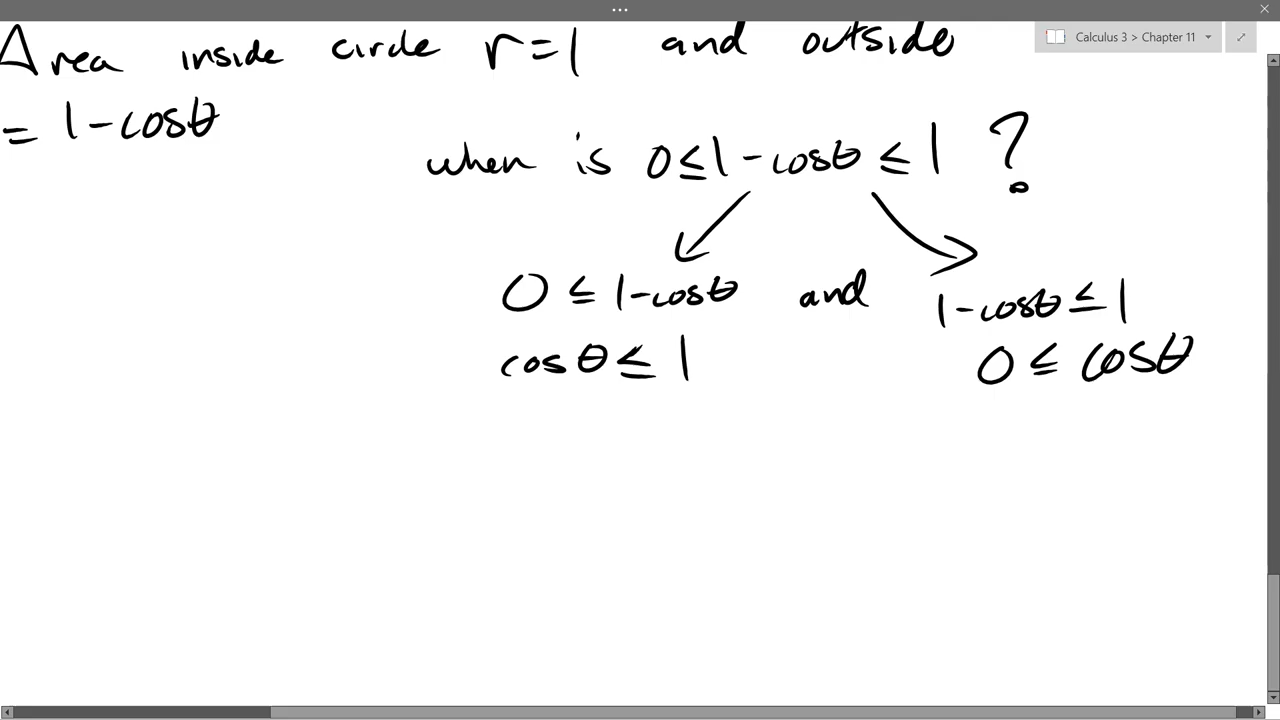 Calculus 3 > Chapter 11
Area inside circle r=1 and outside
= 1-cosθ
when is 0≤1-cosθ≤1 ?
0≤1-cosθ and 1-cosθ≤1
cosθ≤1 0≤cosθ